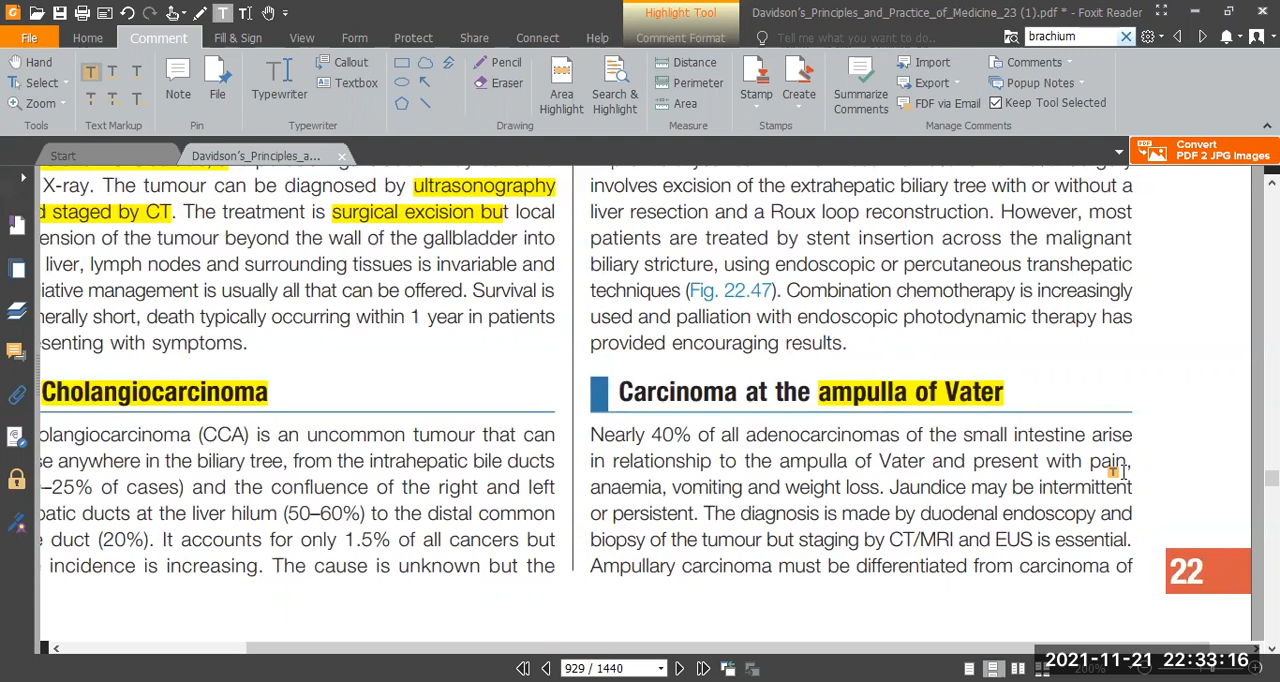 Highlight Tool
Davidson's_Principles_and_Practice_of_Medicine_23 (1).pdf * - Foxit Reader
File
Home
Comment
Fill & Sign
View
Form
Protect
Share
Connect
Help
Comment Format
Tell me what you want to do..
brachium
Hand
Select
Zoom
Tools
Text Markup
Note
File
Pin
Typewriter
Callout
Textbox
Typewriter
Pencil
Eraser
Drawing
Area Highlight
Search & Highlight
Distance
Perimeter
Area
Measure
Stamp
Create
Stamps
Summarize Comments
Import
Export
FDF via Email
Comments
Popup Notes
Keep Tool Selected
Manage Comments
Start
Davidson's_Principles_a...
Convert
PDF 2 JPG Images
X-ray. The tumour can be diagnosed by ultrasonography
d staged by CT. The treatment is surgical excision but local
ension of the tumour beyond the wall of the gallbladder into
liver, lymph nodes and surrounding tissues is invariable and
iative management is usually all that can be offered. Survival is
nerally short, death typically occurring within 1 year in patients
senting with symptoms.
Cholangiocarcinoma
olangiocarcinoma (CCA) is an uncommon tumour that can
se anywhere in the biliary tree, from the intrahepatic bile ducts
–25% of cases) and the confluence of the right and left
patic ducts at the liver hilum (50–60%) to the distal common
duct (20%). It accounts for only 1.5% of all cancers but
incidence is increasing. The cause is unknown but the
involves excision of the extrahepatic biliary tree with or without a
liver resection and a Roux loop reconstruction. However, most
patients are treated by stent insertion across the malignant
biliary stricture, using endoscopic or percutaneous transhepatic
techniques (Fig. 22.47). Combination chemotherapy is increasingly
used and palliation with endoscopic photodynamic therapy has
provided encouraging results.
Carcinoma at the ampulla of Vater
Nearly 40% of all adenocarcinomas of the small intestine arise
in relationship to the ampulla of Vater and present with pain,
anaemia, vomiting and weight loss. Jaundice may be intermittent
or persistent. The diagnosis is made by duodenal endoscopy and
biopsy of the tumour but staging by CT/MRI and EUS is essential.
Ampullary carcinoma must be differentiated from carcinoma of
22
929 / 1440
2021-11-21 22:33:16